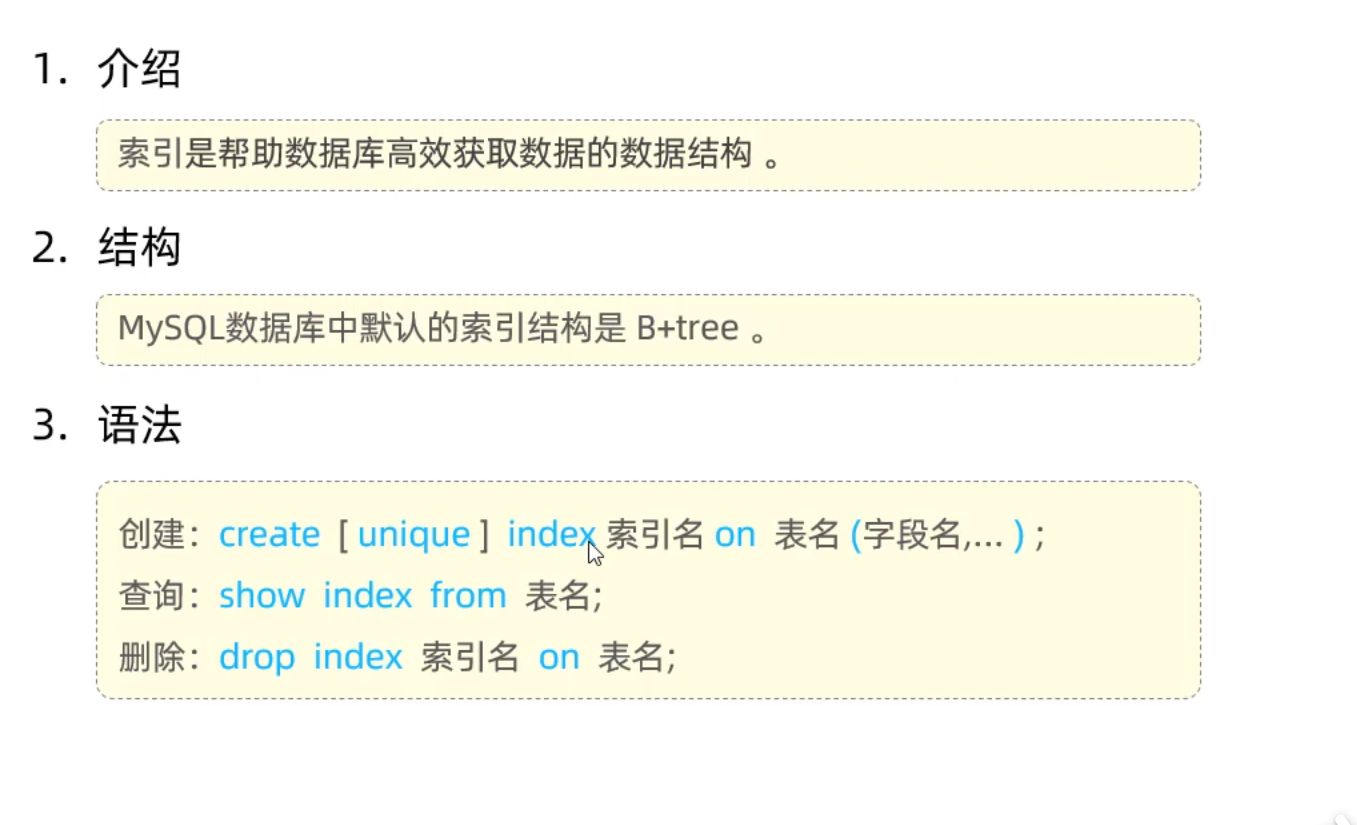 1. 介绍
索引是帮助数据库高效获取数据的数据结构 。
2. 结构
MySQL数据库中默认的索引结构是 B+tree 。
3. 语法
创建：create [ unique ] index 索引名 on 表名 (字段名,... ) ;
查询：show index from 表名;
删除：drop index 索引名 on 表名;